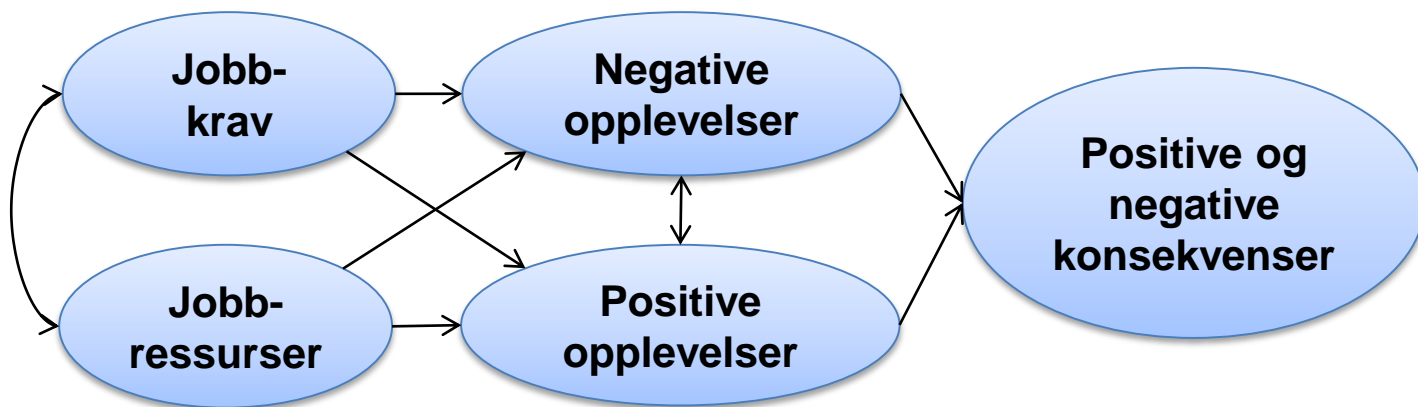 Jobb-
krav
Negative
opplevelser
Positive og
negative
konsekvenser
Jobb-
ressurser
Positive
opplevelser